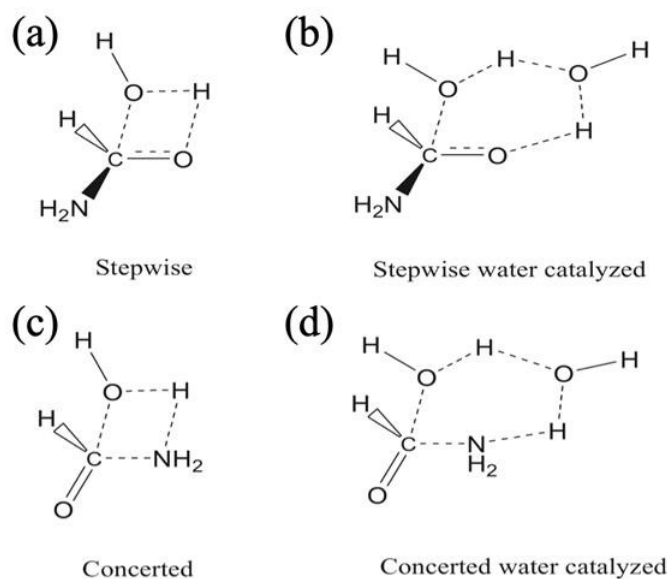 (a) (b)
H H H H
O H O
H O H
C O H C O
H₂N H₂N
Stepwise Stepwise water catalyzed
(c) (d)
H H H H
O H O O
H H H
C NH₂ C N
H₂
O O
Concerted Concerted water catalyzed